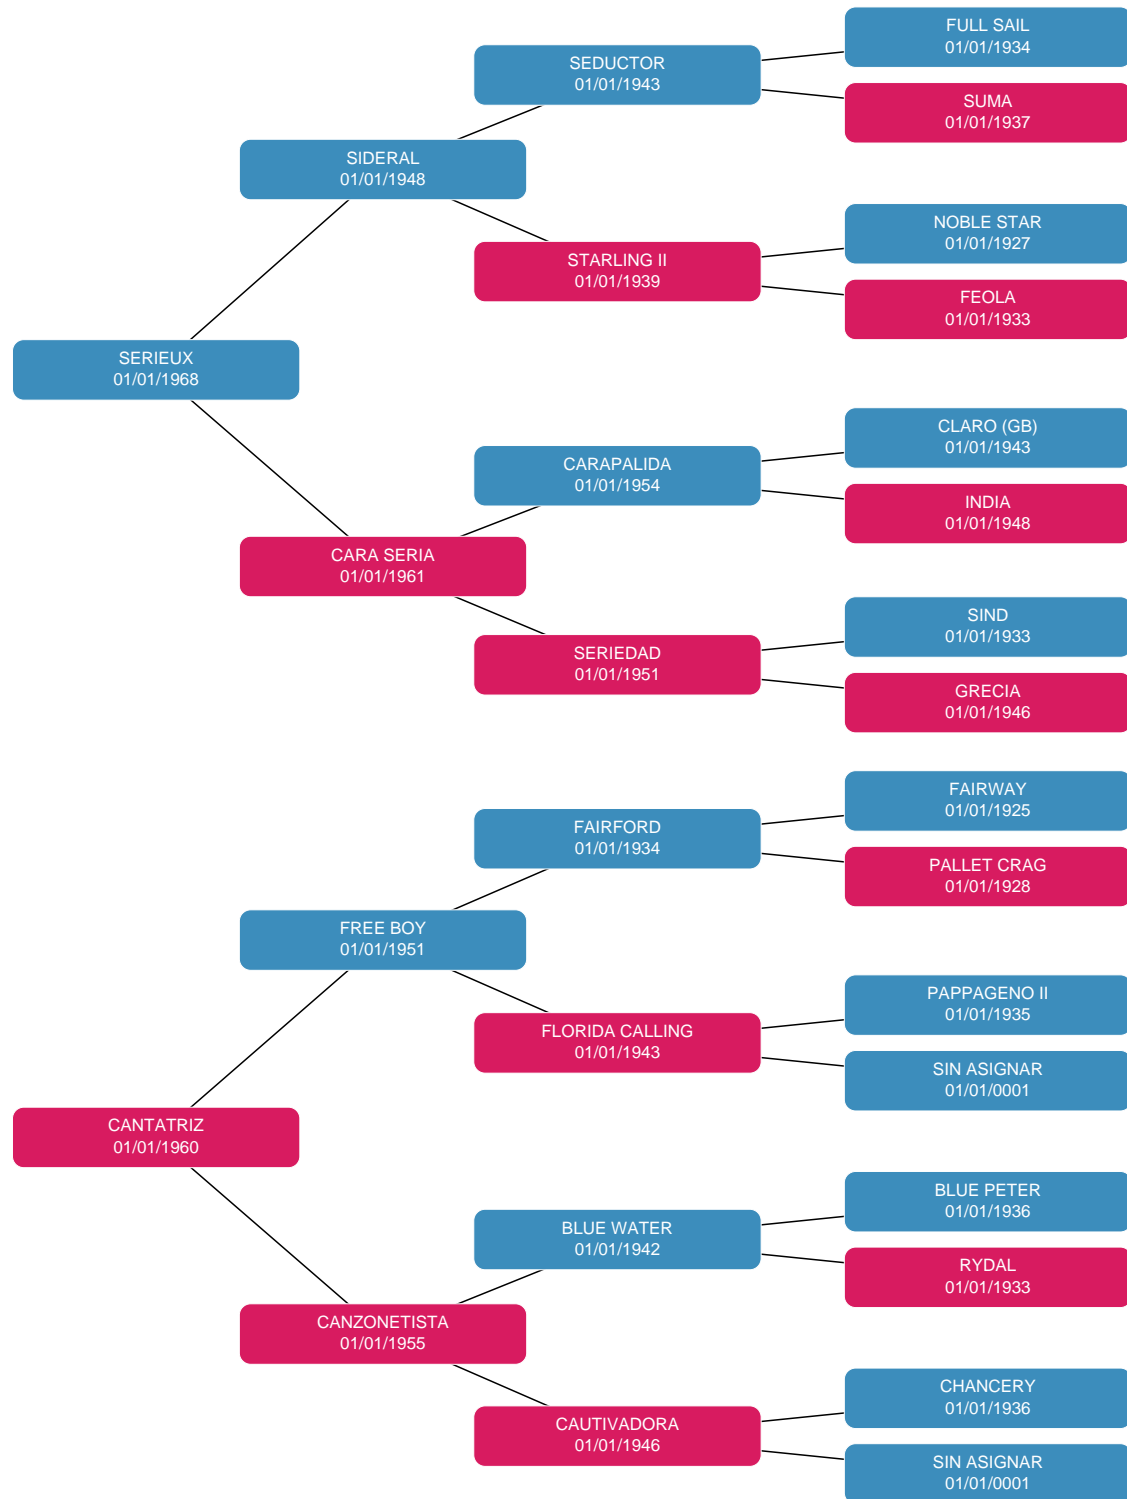 FULL SAIL
01/01/1934
SEDUCTOR
01/01/1943
SUMA
01/01/1937
SIDERAL
01/01/1948
NOBLE STAR
01/01/1927
STARLING II
01/01/1939
FEOLA
01/01/1933
SERIEUX
01/01/1968
CLARO (GB)
01/01/1943
CARAPALIDA
01/01/1954
INDIA
01/01/1948
CARA SERIA
01/01/1961
SIND
01/01/1933
SERIEDAD
01/01/1951
GRECIA
01/01/1946
FAIRWAY
01/01/1925
FAIRFORD
01/01/1934
PALLET CRAG
01/01/1928
FREE BOY
01/01/1951
PAPPAGENO II
01/01/1935
FLORIDA CALLING
01/01/1943
SIN ASIGNAR
01/01/0001
CANTATRIZ
01/01/1960
BLUE PETER
01/01/1936
BLUE WATER
01/01/1942
RYDAL
01/01/1933
CANZONETISTA
01/01/1955
CHANCERY
01/01/1936
CAUTIVADORA
01/01/1946
SIN ASIGNAR
01/01/0001